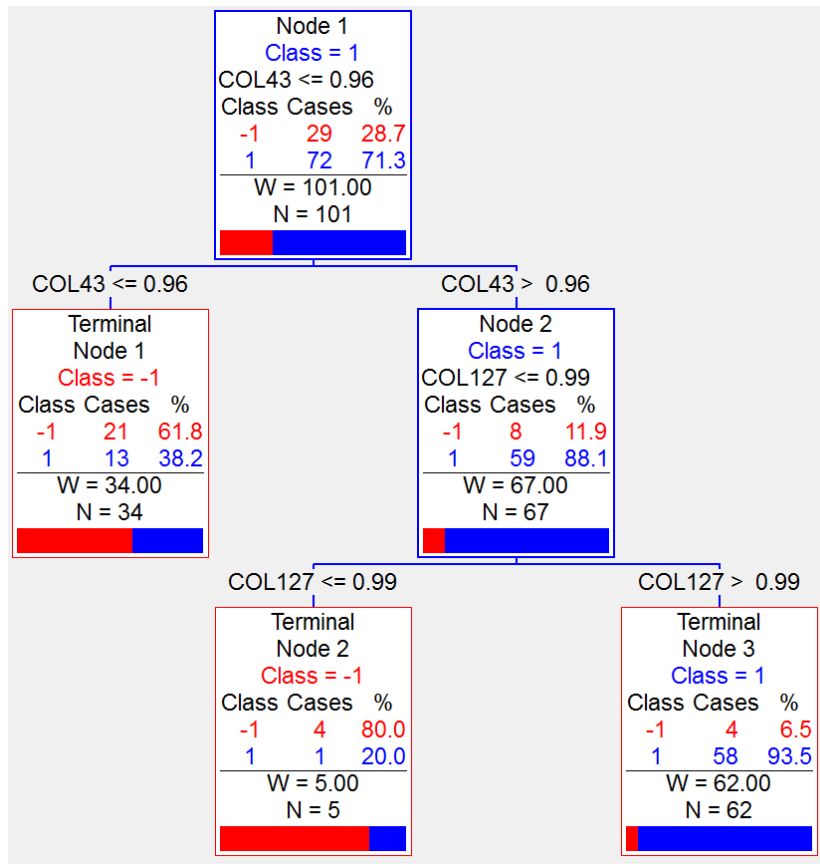 Node 1
Class = 1
COL43 <= 0.96
Class Cases %
-1 29 28.7
1 72 71.3
W = 101.00
N = 101
COL43 <= 0.96
COL43 > 0.96
Terminal
Node 1
Class = -1
Class Cases %
-1 21 61.8
1 13 38.2
W = 34.00
N = 34
Node 2
Class = 1
COL127 <= 0.99
Class Cases %
-1 8 11.9
1 59 88.1
W = 67.00
N = 67
COL127 <= 0.99
COL127 > 0.99
Terminal
Node 2
Class = -1
Class Cases %
-1 4 80.0
1 1 20.0
W = 5.00
N = 5
Terminal
Node 3
Class = 1
Class Cases %
-1 4 6.5
1 58 93.5
W = 62.00
N = 62